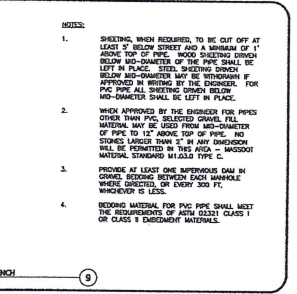 NOTES:
1. SHEETING, WHEN REQUIRED, TO BE CUT OFF AT
LEAST 5' BELOW STREET AND A MINIMUM OF 1'
ABOVE TOP OF PIPE. WOOD SHEETING DRIVEN
BELOW MID-DIAMETER OF THE PIPE SHALL BE
LEFT IN PLACE. STEEL SHEETING DRIVEN
BELOW MID-DIAMETER MAY BE WITHDRAWN IF
APPROVED IN WRITING BY THE ENGINEER. FOR
PVC PIPE ALL SHEETING DRIVEN BELOW
MID-DIAMETER SHALL BE LEFT IN PLACE.
2. WHEN APPROVED BY THE ENGINEER FOR PIPES
OTHER THAN PVC, SELECTED GRAVEL FILL
MATERIAL MAY BE USED FROM MID-DIAMETER
OF PIPE TO 12" ABOVE TOP OF PIPE. NO
STONES LARGER THAN 2" IN ANY DIMENSION
WILL BE PERMITTED IN THIS AREA - MASSDOT
MATERIAL STANDARD M1.03.0 TYPE C.
3. PROVIDE AT LEAST ONE IMPERVIOUS DAM IN
GRAVEL BEDDING BETWEEN EACH MANHOLE
WHERE DIRECTED, OR EVERY 300 FT,
WHICHEVER IS LESS.
4. BEDDING MATERIAL FOR PVC PIPE SHALL MEET
THE REQUIREMENTS OF ASTM D2321 CLASS I
OR CLASS II EMBEDMENT MATERIALS.
NCH
9